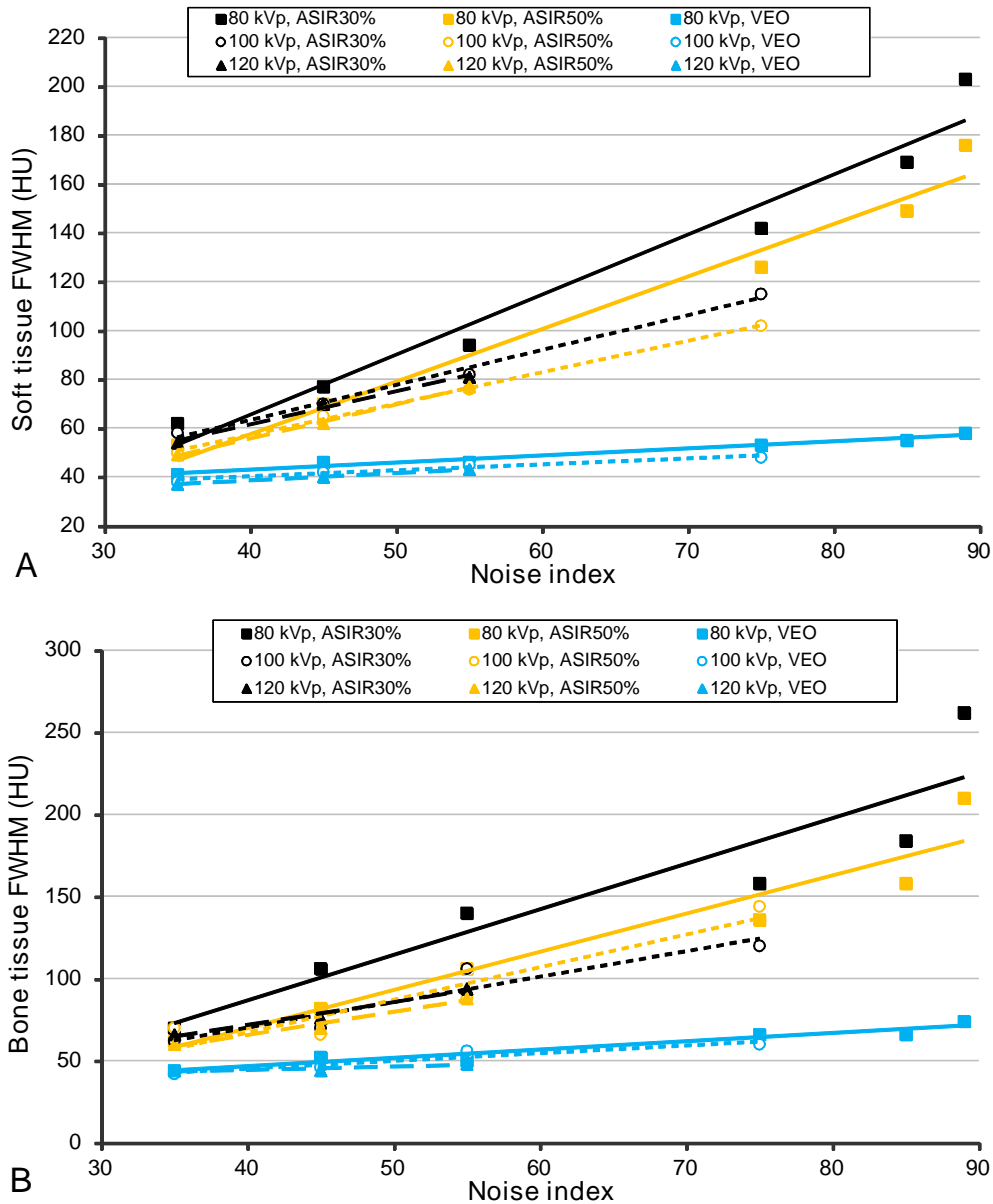 80 kVp, ASIR30% 80 kVp, ASIR50% 80 kVp, VEO
100 kVp, ASIR30% 100 kVp, ASIR50% 100 kVp, VEO
120 kVp, ASIR30% 120 kVp, ASIR50% 120 kVp, VEO
220
200
180
160
140
120
100
80
60
40
20
Soft tissue FWHM (HU)
30 40 50 60 70 80 90
Noise index
A
80 kVp, ASIR30% 80 kVp, ASIR50% 80 kVp, VEO
100 kVp, ASIR30% 100 kVp, ASIR50% 100 kVp, VEO
120 kVp, ASIR30% 120 kVp, ASIR50% 120 kVp, VEO
300
250
200
150
100
50
0
Bone tissue FWHM (HU)
30 40 50 60 70 80 90
Noise index
B